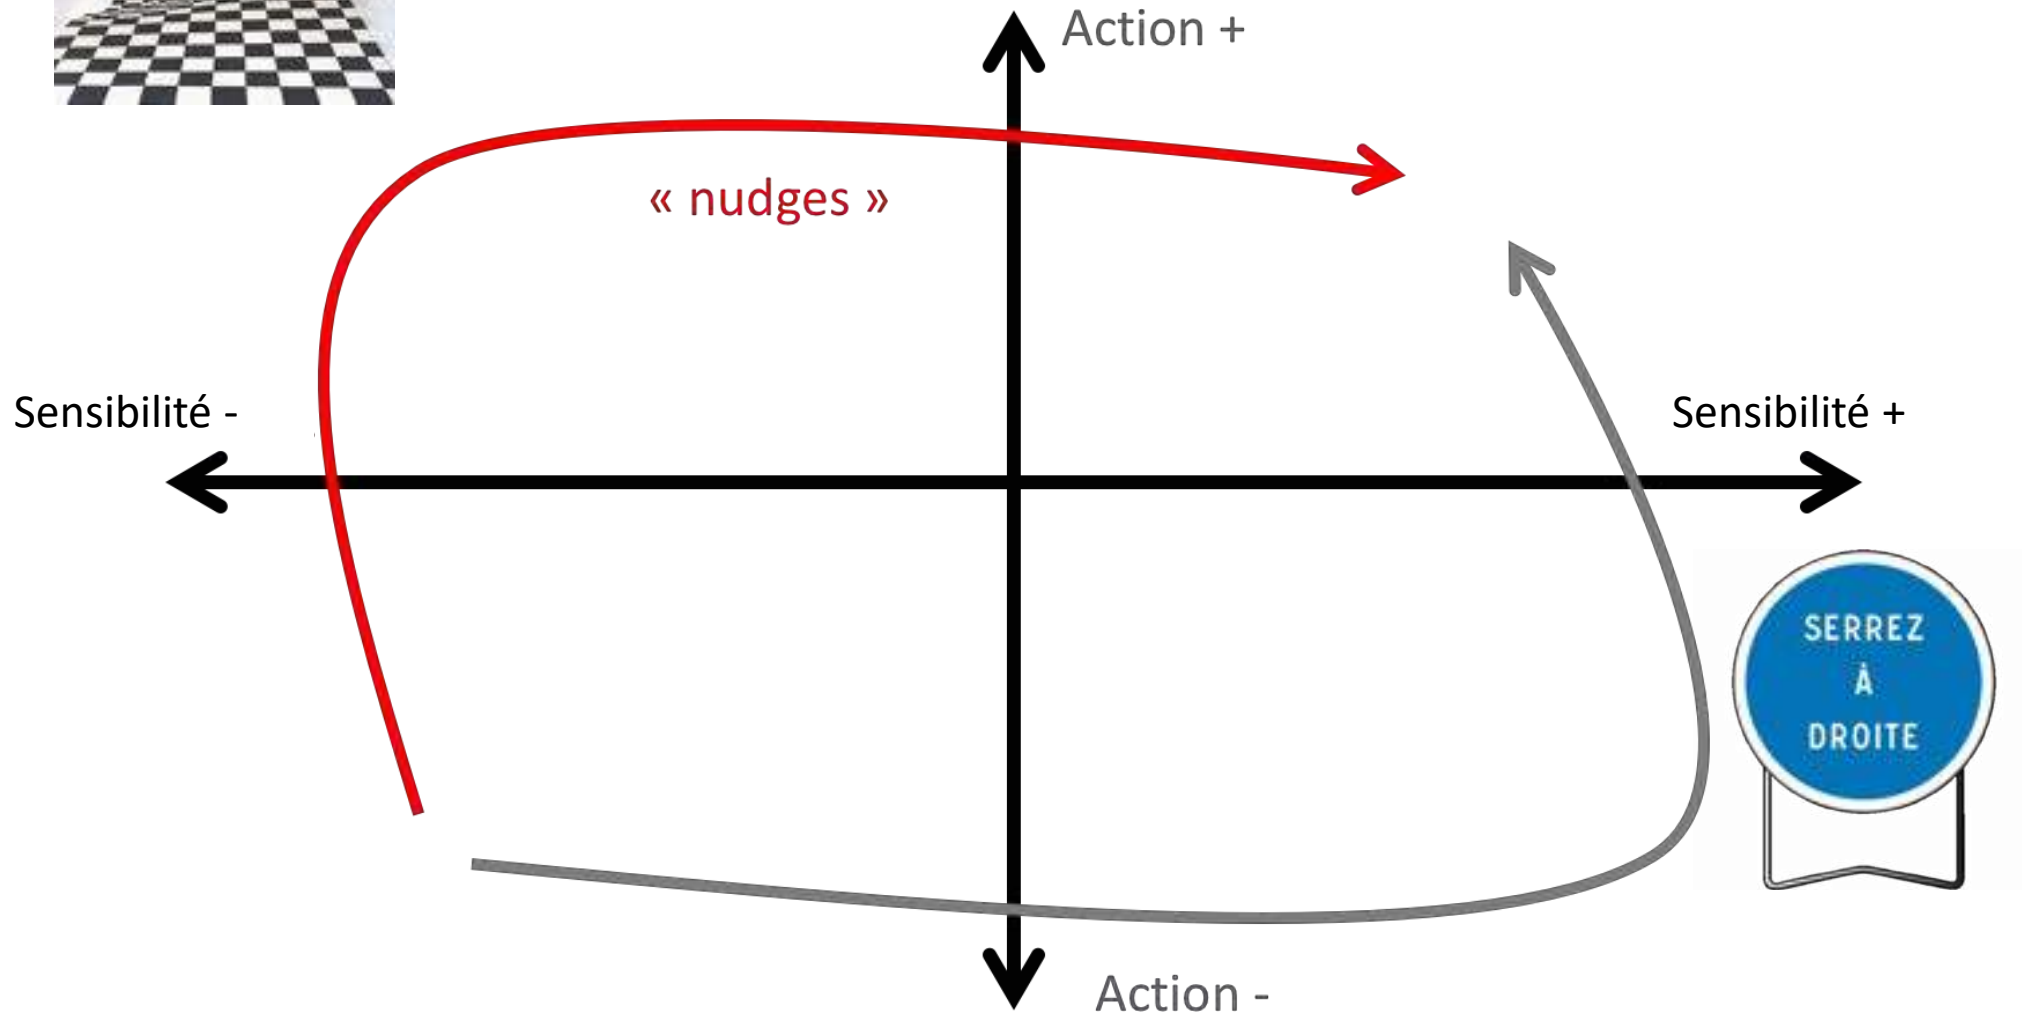 Action +
« nudges »
Sensibilité -
Sensibilité +
SERREZ
À
DROITE
Action -